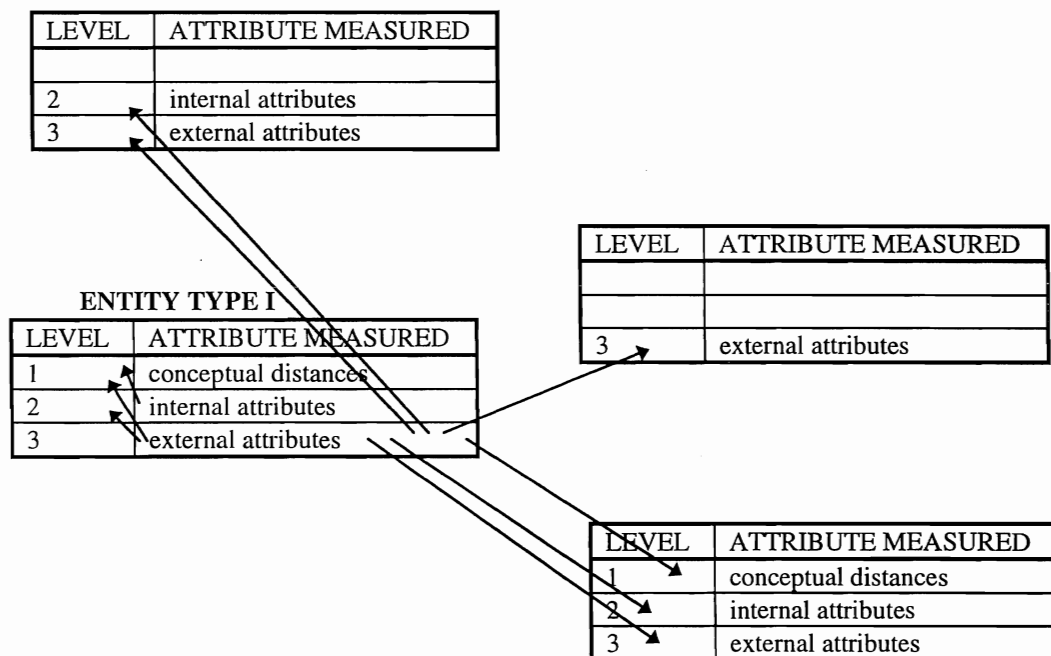 LEVEL ATTRIBUTE MEASURED
2 internal attributes
3 external attributes
LEVEL ATTRIBUTE MEASURED
3 external attributes
ENTITY TYPE I
LEVEL ATTRIBUTE MEASURED
1 conceptual distances
2 internal attributes
3 external attributes
LEVEL ATTRIBUTE MEASURED
1 conceptual distances
2 internal attributes
3 external attributes